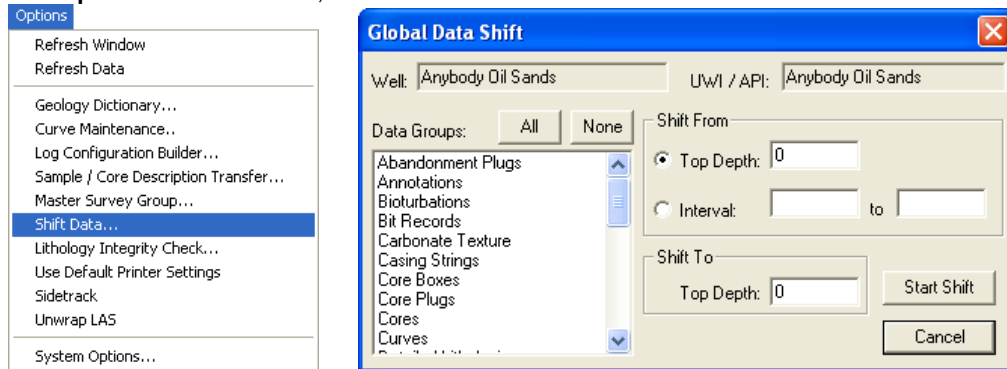 Options
Refresh Window
Refresh Data
Geology Dictionary...
Curve Maintenance..
Log Configuration Builder...
Sample / Core Description Transfer...
Master Survey Group...
Shift Data...
Lithology Integrity Check...
Use Default Printer Settings
Sidetrack
Unwrap LAS
System Options...
Global Data Shift
Well: Anybody Oil Sands UWI / API: Anybody Oil Sands
Data Groups: All None
Abandonment Plugs
Annotations
Bioturbations
Bit Records
Carbonate Texture
Casing Strings
Core Boxes
Core Plugs
Cores
Curves
Shift From
Top Depth: 0
Interval: to
Shift To
Top Depth: 0
Start Shift
Cancel